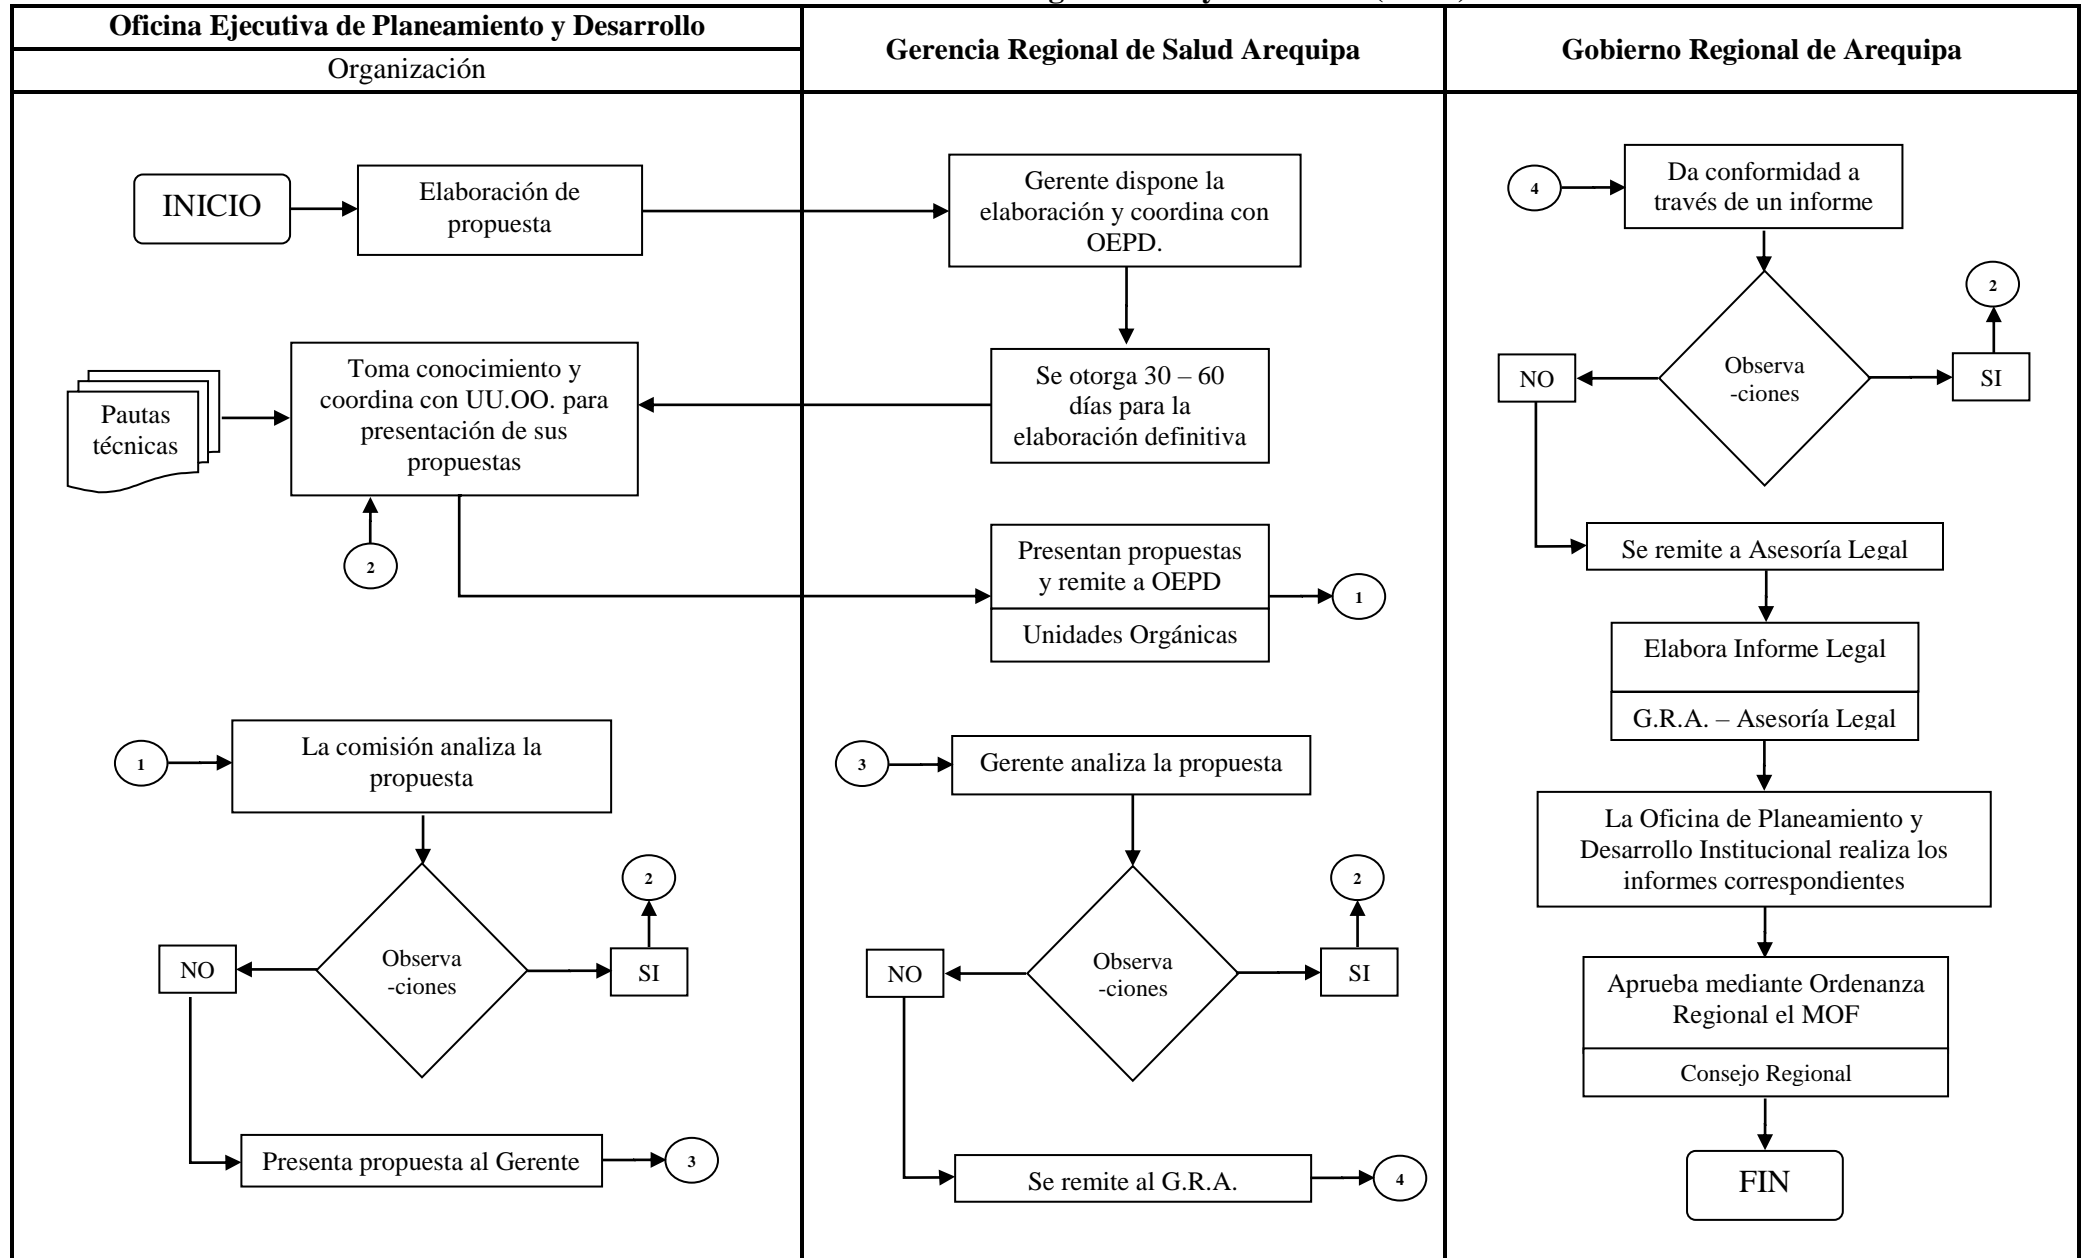 Oficina Ejecutiva de Planeamiento y Desarrollo
Organización
Gerencia Regional de Salud Arequipa
Gobierno Regional de Arequipa
INICIO
Elaboración de
propuesta
Toma conocimiento y
coordina con UU.OO. para
presentación de sus
propuestas
Pautas
técnicas
2
1
La comisión analiza la
propuesta
Observa
-ciones
NO
SI
2
Presenta propuesta al Gerente
3
Gerente dispone la
elaboración y coordina con
OEPD.
Se otorga 30 – 60
días para la
elaboración definitiva
Presentan propuestas
y remite a OEPD
Unidades Orgánicas
1
3
Gerente analiza la propuesta
Observa
-ciones
NO
SI
2
Se remite al G.R.A.
4
4
Da conformidad a
través de un informe
Observa
-ciones
NO
SI
2
Se remite a Asesoría Legal
Elabora Informe Legal
G.R.A. – Asesoría Legal
La Oficina de Planeamiento y
Desarrollo Institucional realiza los
informes correspondientes
Aprueba mediante Ordenanza
Regional el MOF
Consejo Regional
FIN